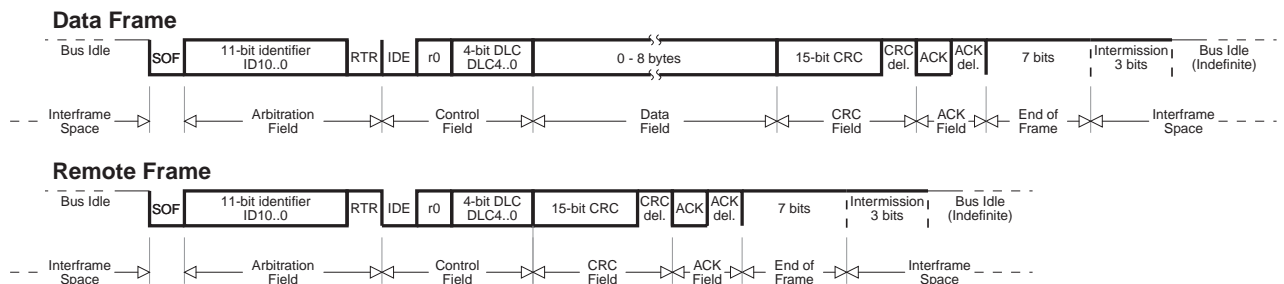 Data Frame
Bus Idle SOF 11-bit identifier ID10..0 RTR IDE r0 4-bit DLC DLC4..0 0 - 8 bytes 15-bit CRC CRC del. ACK ACK del. 7 bits Intermission 3 bits Bus Idle (Indefinite)
Interframe Space Arbitration Field Control Field Data Field CRC Field ACK Field End of Frame Interframe Space
Remote Frame
Bus Idle SOF 11-bit identifier ID10..0 RTR IDE r0 4-bit DLC DLC4..0 15-bit CRC CRC del. ACK ACK del. 7 bits Intermission 3 bits Bus Idle (Indefinite)
Interframe Space Arbitration Field Control Field CRC Field ACK Field End of Frame Interframe Space